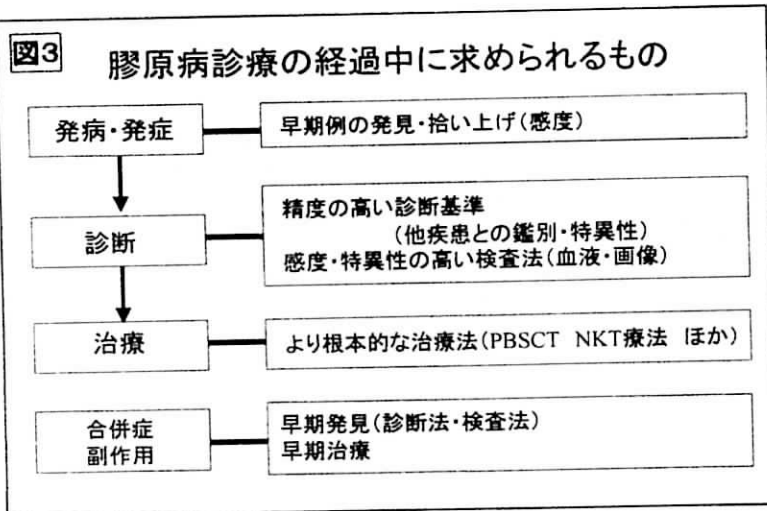 図3
膠原病診療の経過中に求められるもの
発病・発症
早期例の発見・拾い上げ(感度)
診断
精度の高い診断基準
(他疾患との鑑別・特異性)
感度・特異性の高い検査法(血液・画像)
治療
より根本的な治療法(PBSCT NKT療法 ほか)
合併症
副作用
早期発見(診断法・検査法)
早期治療